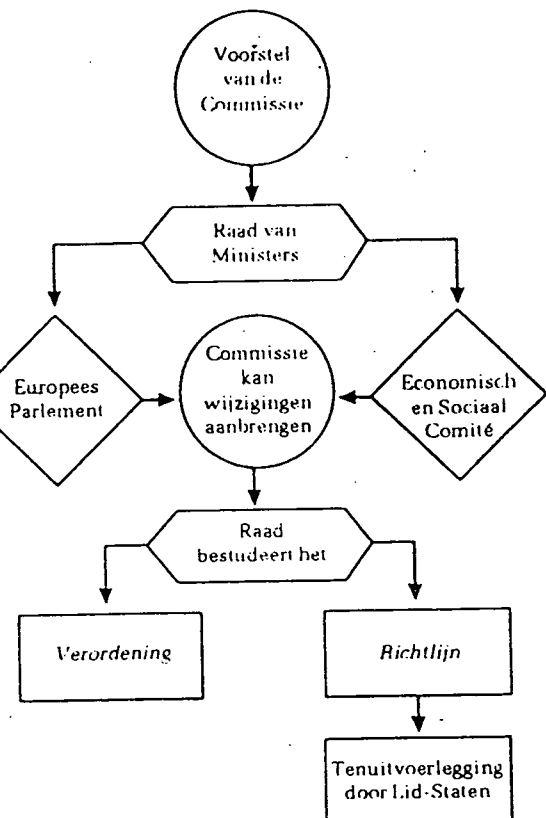 Voorstel
van de
Commissie
Raad van
Ministers
Europees
Parlement
Commissie
kan
wijzigingen
aanbrengen
Economisch
en Sociaal
Comité
Raad
bestudeert het
Verordening
Richtlijn
Tenuitvoerlegging
door Lid-Staten